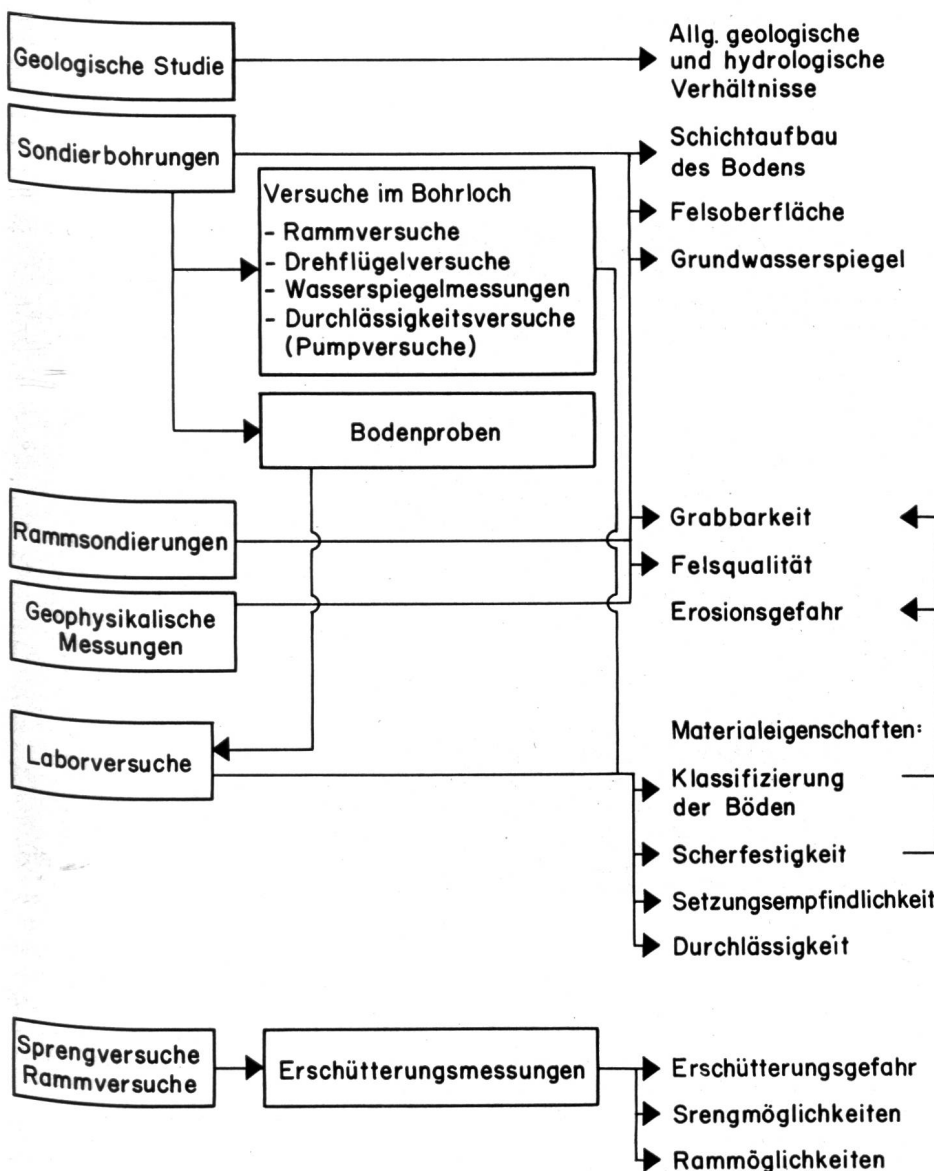 Geologische Studie
Allg. geologische
und hydrologische
Verhältnisse
Sondierbohrungen
Schichtaufbau
des Bodens
Felsoberfläche
Grundwasserspiegel
Versuche im Bohrloch
- Rammversuche
- Drehflügelversuche
- Wasserspiegelmessungen
- Durchlässigkeitsversuche
(Pumpversuche)
Bodenproben
Rammsondierungen
Grabbarkeit
Felsqualität
Geophysikalische
Messungen
Erosionsgefahr
Laborversuche
Materialeigenschaften:
Klassifizierung
der Böden
Scherfestigkeit
Setzungsempfindlichkeit
Durchlässigkeit
Sprengversuche
Rammversuche
Erschütterungsmessungen
Erschütterungsgefahr
Srengmöglichkeiten
Rammöglichkeiten